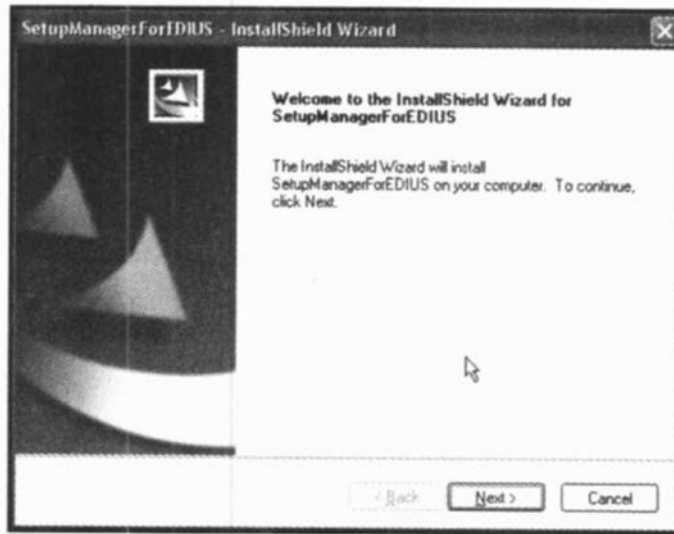 SetupManagerForEDIUS - InstallShield Wizard
Welcome to the InstallShield Wizard for
SetupManagerForEDIUS
The InstallShield Wizard will install
SetupManagerForEDIUS on your computer. To continue,
click Next.
< Back
Next >
Cancel